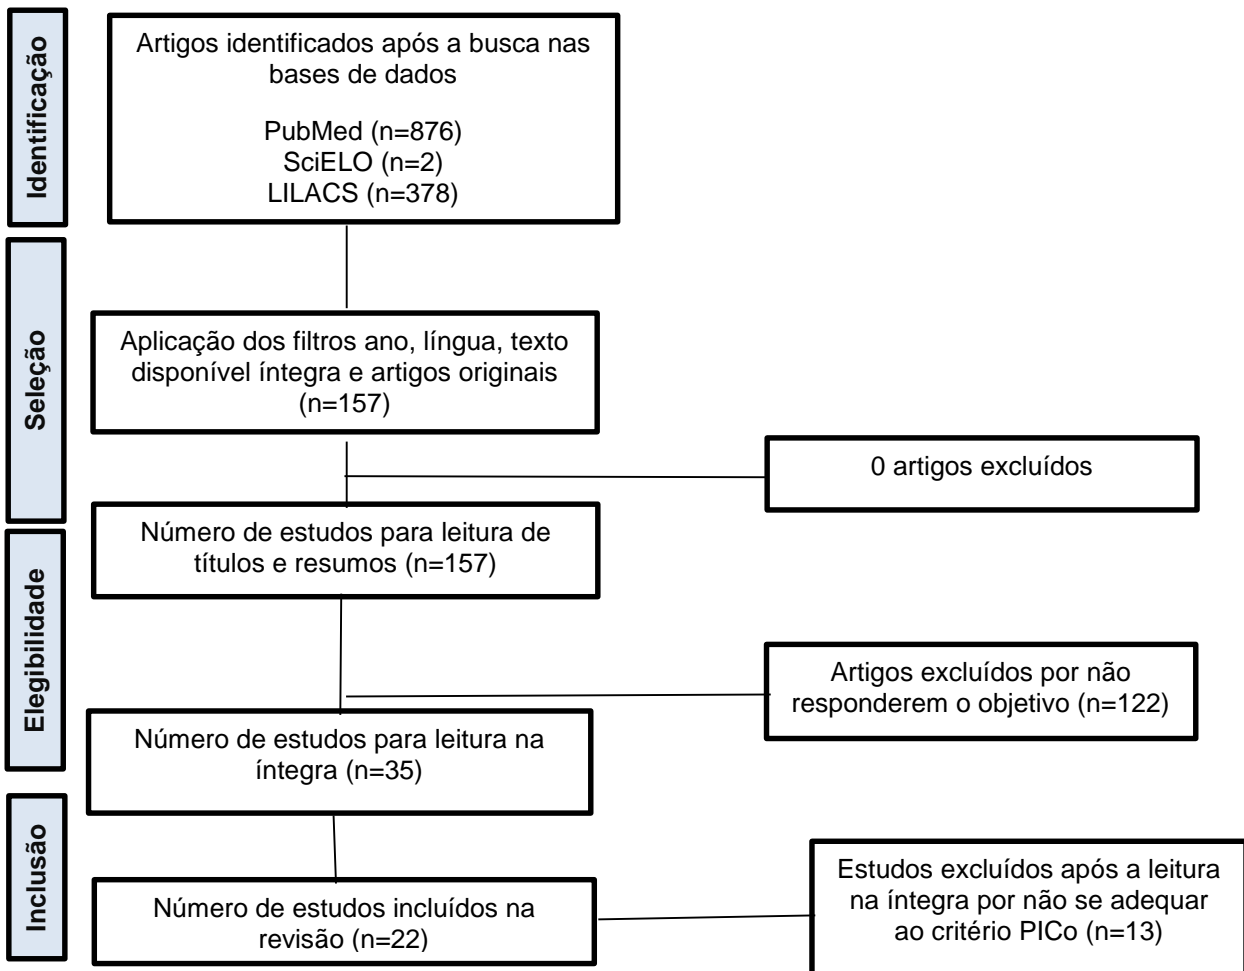 Identificação
Artigos identificados após a busca nas
bases de dados
PubMed (n=876)
SciELO (n=2)
LILACS (n=378)
Seleção
Aplicação dos filtros ano, língua, texto
disponível íntegra e artigos originais
(n=157)
0 artigos excluídos
Número de estudos para leitura de
títulos e resumos (n=157)
Elegibilidade
Artigos excluídos por não
responderem o objetivo (n=122)
Número de estudos para leitura na
íntegra (n=35)
Inclusão
Número de estudos incluídos na
revisão (n=22)
Estudos excluídos após a leitura
na íntegra por não se adequar
ao critério PICo (n=13)